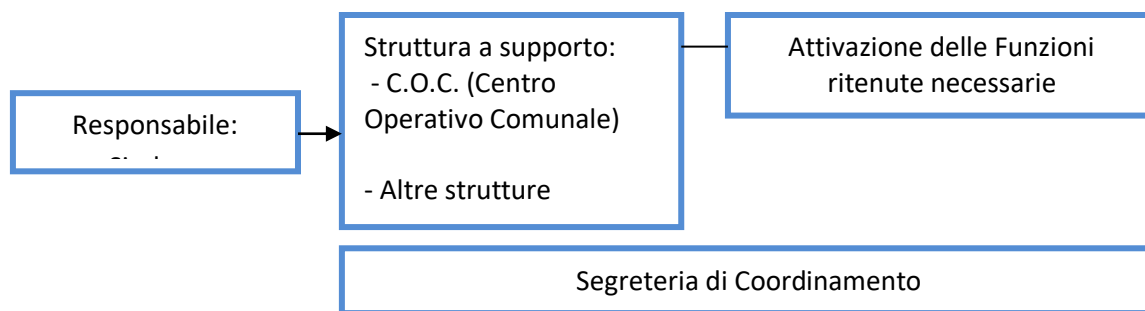 Responsabile:
Struttura a supporto:
- C.O.C. (Centro
Operativo Comunale)
- Altre strutture
Attivazione delle Funzioni
ritenute necessarie
Segreteria di Coordinamento